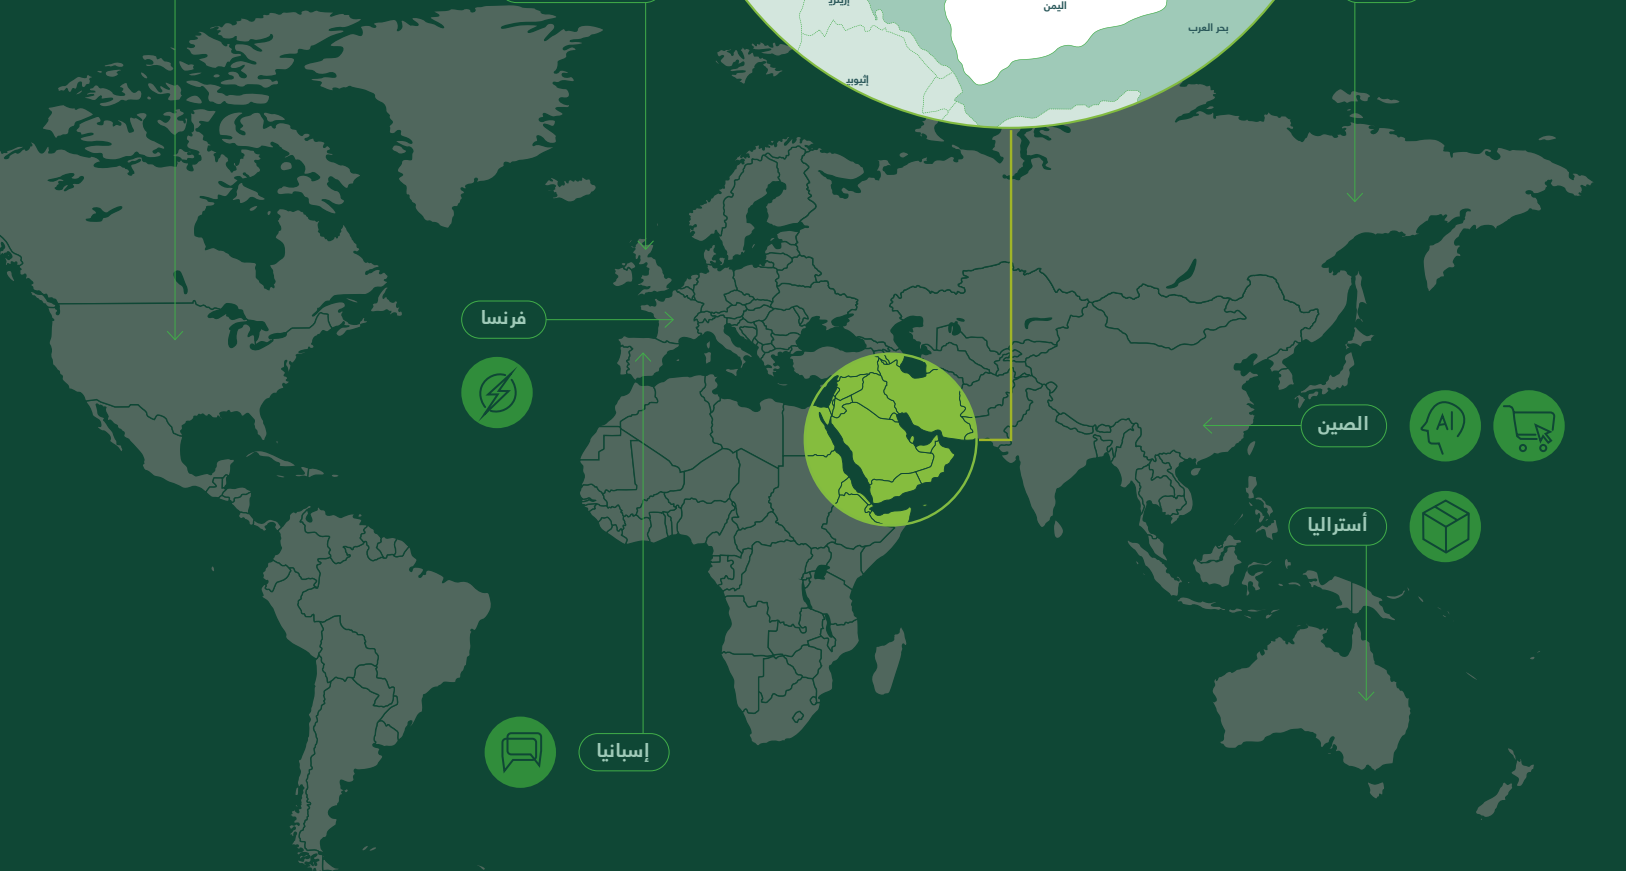 اليمن
بحر العرب
إثيوبيا
فرنسا
الصين
AI
أستراليا
إسبانيا